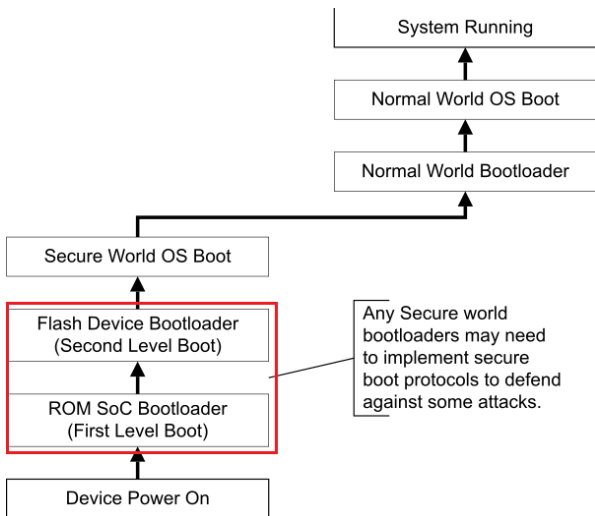 System Running
Normal World OS Boot
Normal World Bootloader
Secure World OS Boot
Flash Device Bootloader
(Second Level Boot)
Any Secure world
bootloaders may need
to implement secure
boot protocols to defend
against some attacks.
ROM SoC Bootloader
(First Level Boot)
Device Power On